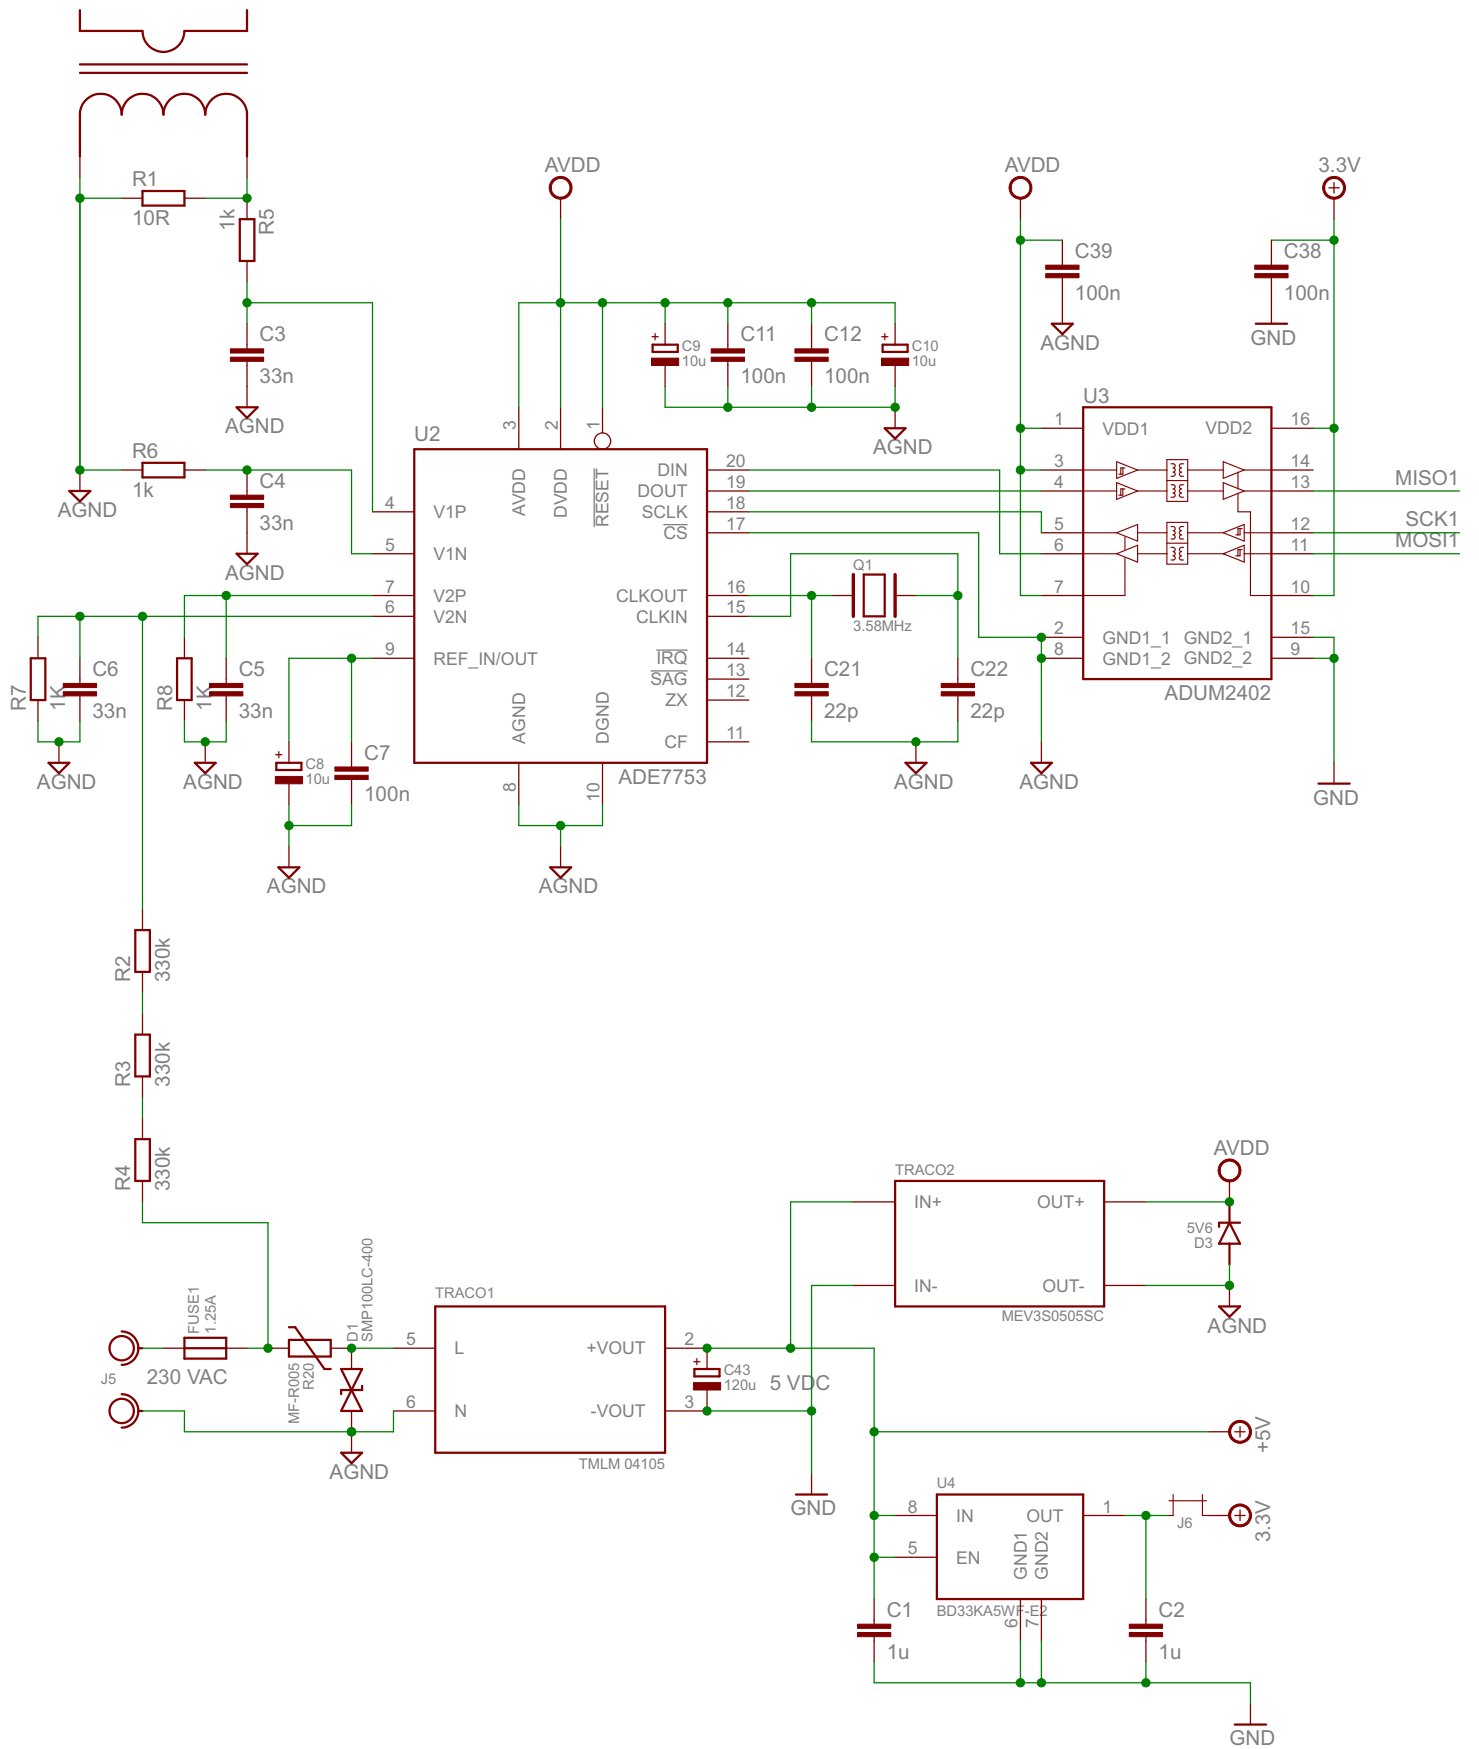 R1
10R
1k
R5
AVDD
AVDD
3.3V
C39
100n
AGND
C38
100n
GND
C3
33n
AGND
C9
10u
C11
100n
C12
100n
C10
10u
AGND
R6
1k
AGND
C4
33n
AGND
U2
3
2
1
AVDD
DVDD
RESET
4
V1P
5
V1N
7
V2P
6
V2N
9
REF_IN/OUT
AGND
DGND
8
10
DIN
20
DOUT
19
SCLK
18
CS
17
CLKOUT
16
CLKIN
15
IRQ
14
SAG
13
ZX
12
CF
11
ADE7753
AGND
U3
1
VDD1
VDD2
16
3
14
4
13
MISO1
5
12
SCK1
6
11
MOSI1
7
10
2
GND1_1
GND2_1
15
8
GND1_2
GND2_2
9
ADUM2402
AGND
GND
Q1
3.58MHz
C21
22p
C22
22p
AGND
R7
1K
C6
33n
AGND
R8
1K
C5
33n
AGND
C8
10u
C7
100n
AGND
R2
330k
R3
330k
R4
330k
FUSE1
1.25A
J5
230 VAC
MF-R005
R20
D1
SMP100LC-400
AGND
TRACO1
5
L
+VOUT
2
6
N
-VOUT
3
TMLM 04105
C43
120u
5 VDC
GND
TRACO2
IN+
OUT+
IN-
OUT-
MEV3S0505SC
AVDD
5V6
D3
AGND
+5V
U4
8
IN
OUT
1
5
EN
GND1
GND2
BD33KA5WF-E2
6
7
J6
3.3V
C1
1u
C2
1u
GND